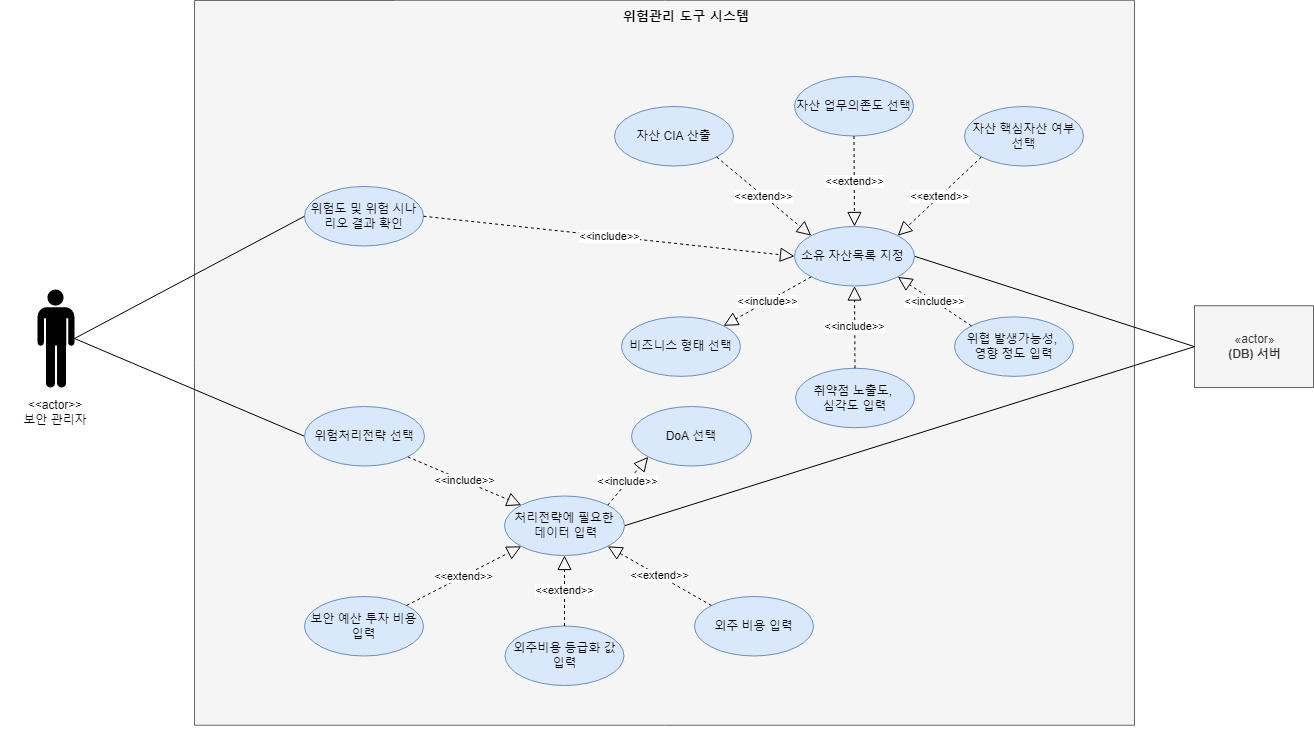 위험관리 도구 시스템
자산 업무의존도 선택
자산 CIA 산출
자산 핵심자산 여부
선택
<<extend>>
<<extend>>
<<extend>>
위험도 및 위험 시나
리오 결과 확인
<<include>>
소유 자산목록 지정
<<include>>
<<include>>
<<include>>
비즈니스 형태 선택
위협 발생가능성,
영향 정도 입력
취약점 노출도,
심각도 입력
«actor»
(DB) 서버
<<actor>>
보안 관리자
위험처리전략 선택
DoA 선택
<<include>>
<<include>>
처리전략에 필요한
데이터 입력
<<extend>>
<<extend>>
<<extend>>
보안 예산 투자 비용
입력
외주비용 등급화 값
입력
외주 비용 입력